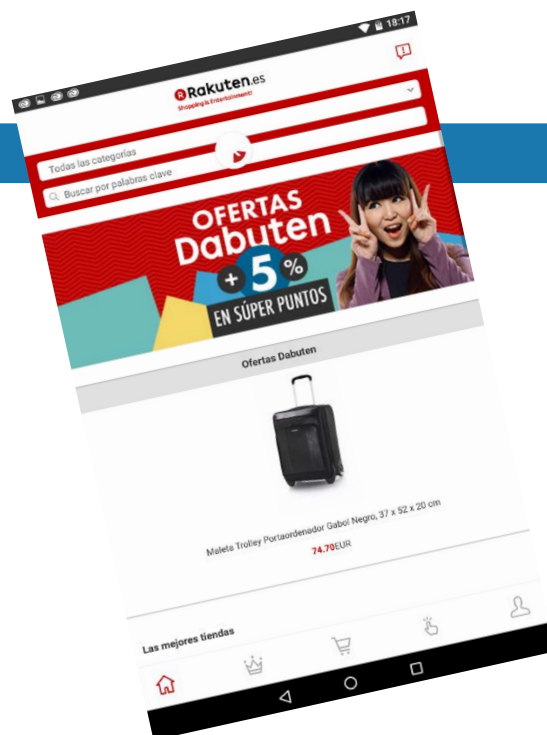 18:17
Rakuten.es
Shopping is Entertainment!
Todas las categorías
Buscar por palabras clave
OFERTAS
Dabuten
+ 5 %
EN SÚPER PUNTOS
Ofertas Dabuten
Maleta Trolley Portaordenador Gabol Negro, 37 x 52 x 20 cm
74.70EUR
Las mejores tiendas